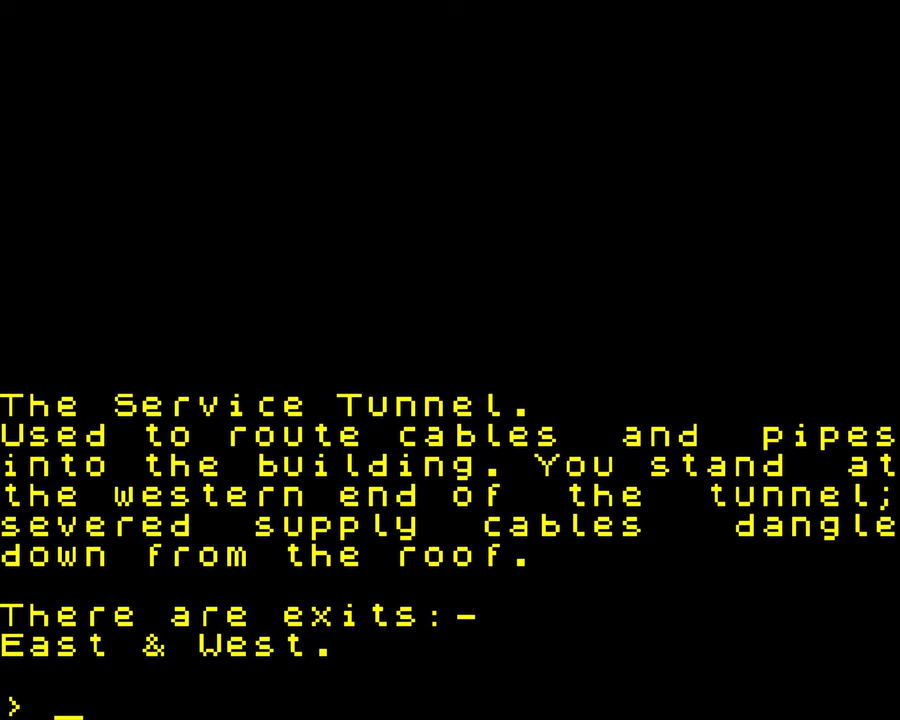 The Service Tunnel.
Used to route cables and pipes
into the building. You stand at
the western end of the tunnel;
severed supply cables dangle
down from the roof.
There are exits:-
East & West.
> _